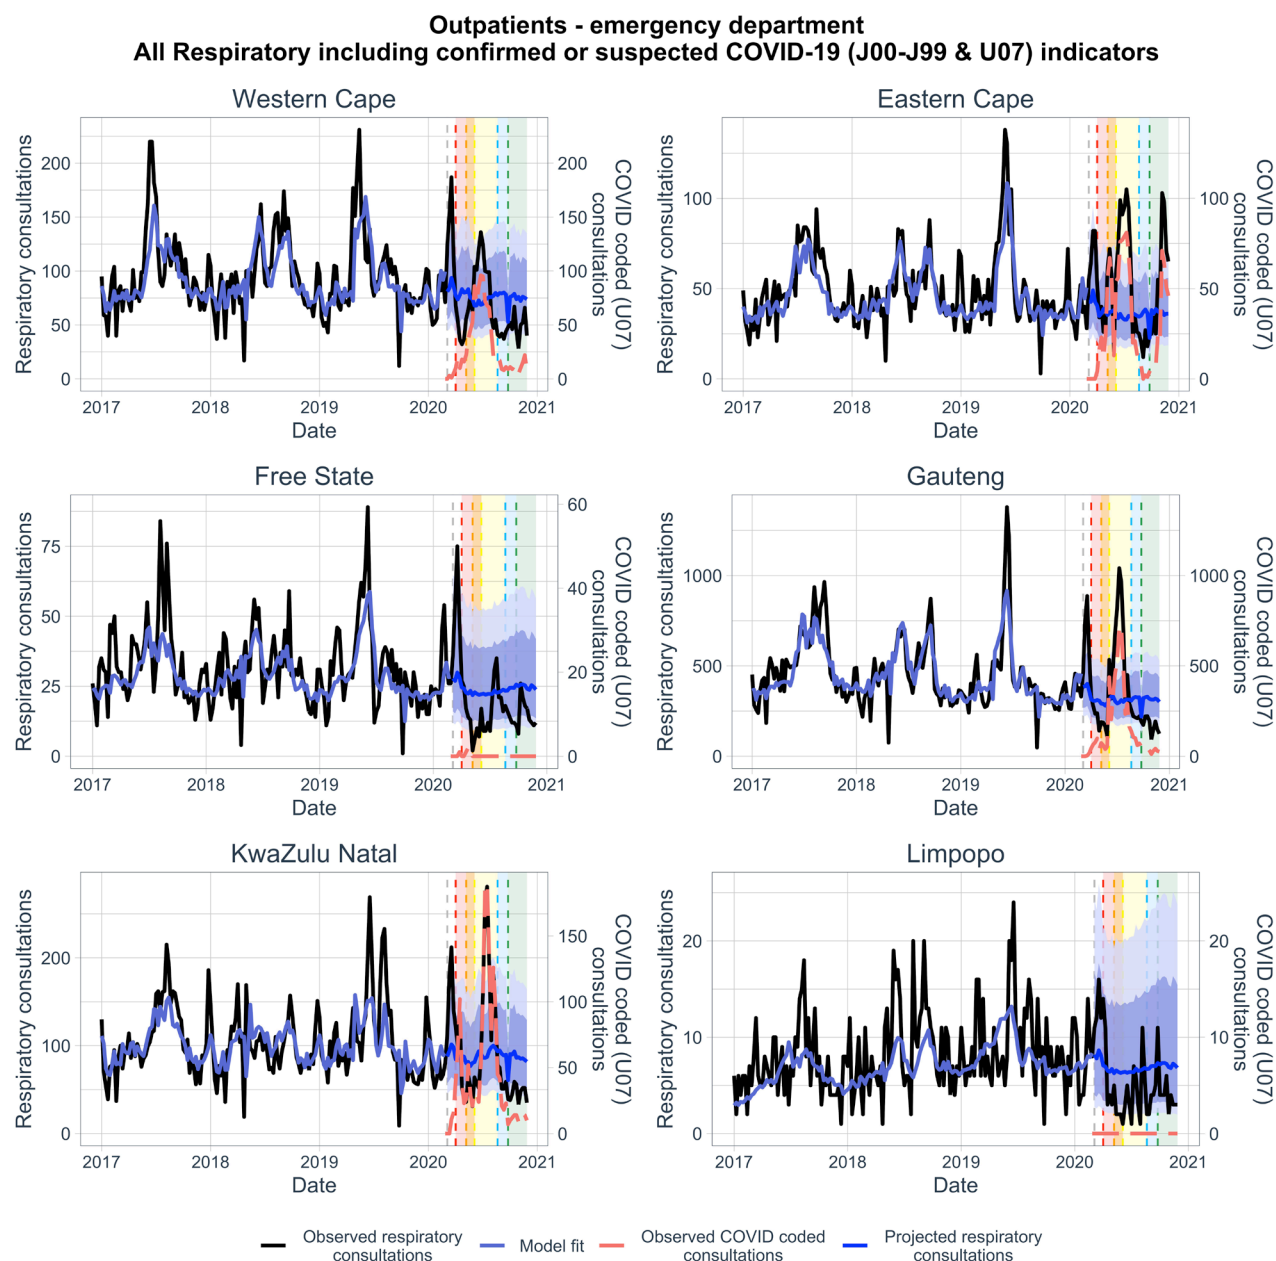 Outpatients - emergency department
All Respiratory including confirmed or suspected COVID-19 (J00-J99 & U07) indicators
Western Cape
Respiratory consultations
200
150
100
50
0
200
150
100
50
0
COVID coded (U07)
consultations
2017 2018 2019 2020 2021
Date
Eastern Cape
Respiratory consultations
100
50
0
100
50
0
COVID coded (U07)
consultations
2017 2018 2019 2020 2021
Date
Free State
Respiratory consultations
75
50
25
0
60
40
20
0
COVID coded (U07)
consultations
2017 2018 2019 2020 2021
Date
Gauteng
Respiratory consultations
1000
500
0
1000
500
0
COVID coded (U07)
consultations
2017 2018 2019 2020 2021
Date
KwaZulu Natal
Respiratory consultations
200
100
0
150
100
50
0
COVID coded (U07)
consultations
2017 2018 2019 2020 2021
Date
Limpopo
Respiratory consultations
20
10
0
20
10
0
COVID coded (U07)
consultations
2017 2018 2019 2020 2021
Date
Observed respiratory
consultations
Model fit
Observed COVID coded
consultations
Projected respiratory
consultations